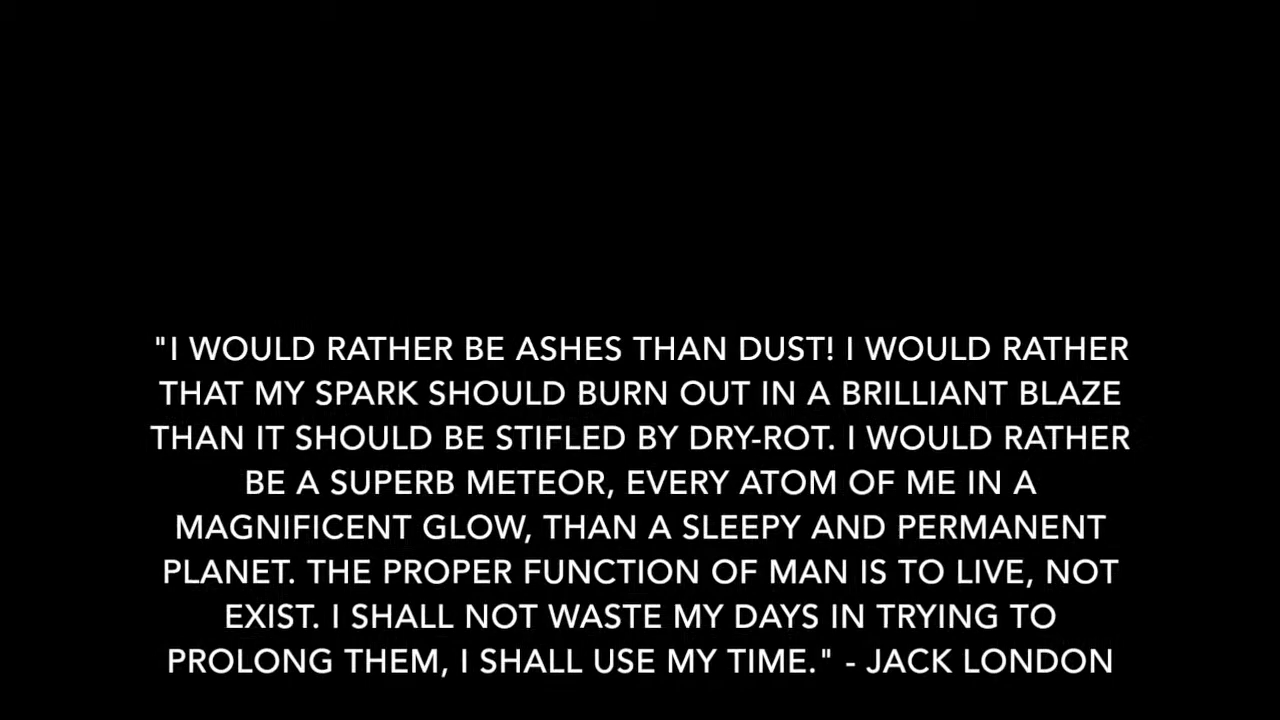 "I WOULD RATHER BE ASHES THAN DUST! I WOULD RATHER
THAT MY SPARK SHOULD BURN OUT IN A BRILLIANT BLAZE
THAN IT SHOULD BE STIFLED BY DRY-ROT. I WOULD RATHER
BE A SUPERB METEOR, EVERY ATOM OF ME IN A
MAGNIFICENT GLOW, THAN A SLEEPY AND PERMANENT
PLANET. THE PROPER FUNCTION OF MAN IS TO LIVE, NOT
EXIST. I SHALL NOT WASTE MY DAYS IN TRYING TO
PROLONG THEM, I SHALL USE MY TIME." - JACK LONDON